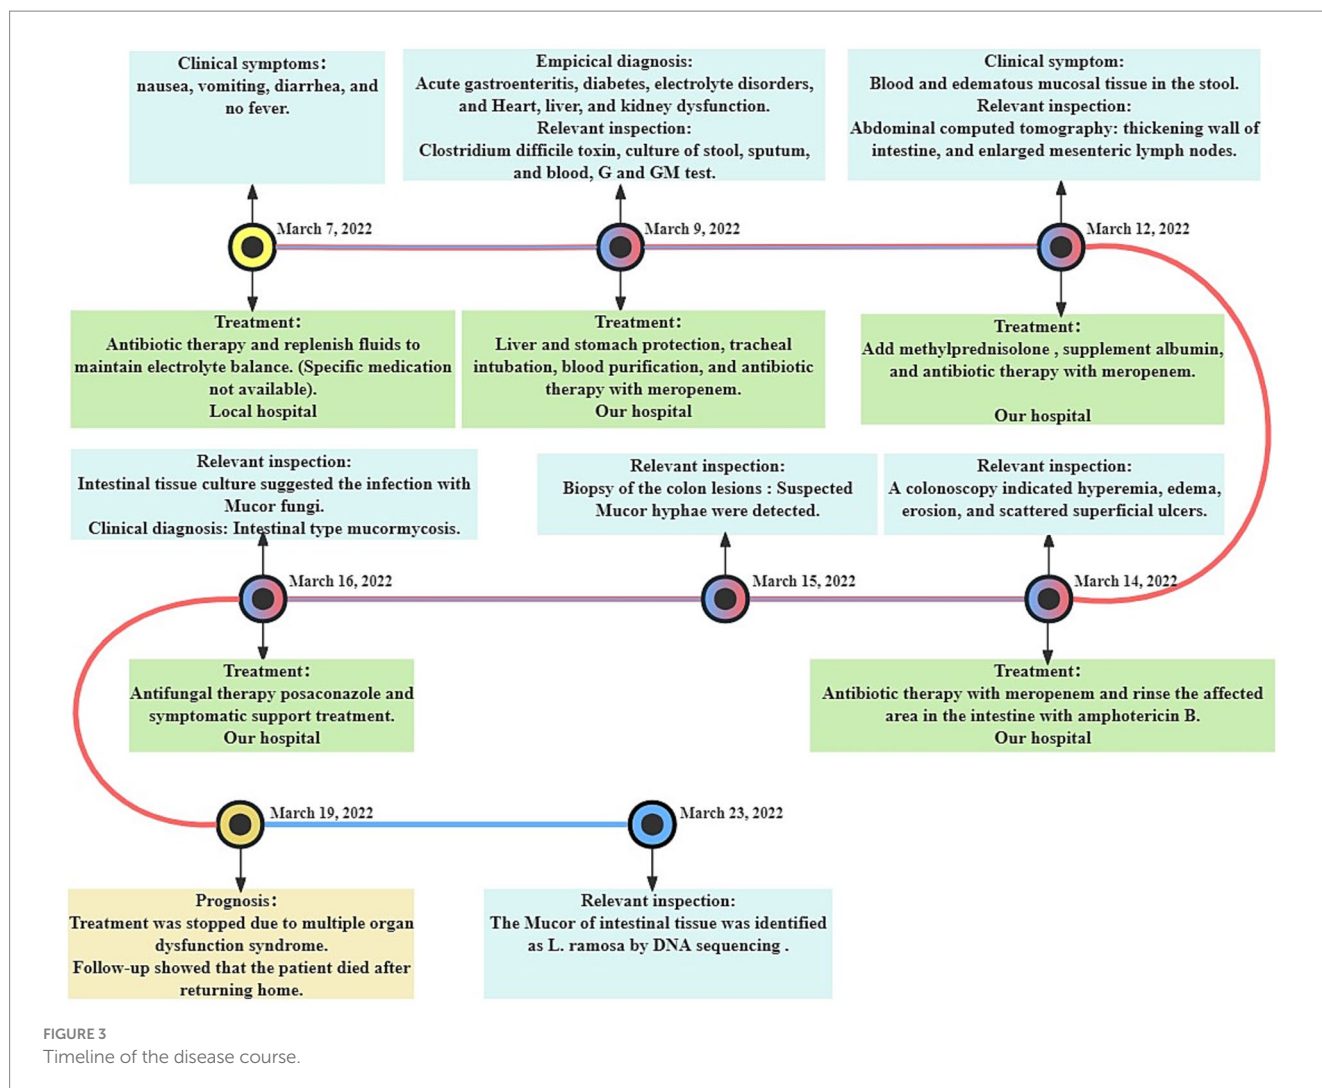 Clinical symptoms:
nausea, vomiting, diarrhea, and
no fever.
March 7, 2022
Treatment:
Antibiotic therapy and replenish fluids to
maintain electrolyte balance. (Specific medication
not available).
Local hospital
Empicical diagnosis:
Acute gastroenteritis, diabetes, electrolyte disorders,
and Heart, liver, and kidney dysfunction.
Relevant inspection:
Clostridium difficile toxin, culture of stool, sputum,
and blood, G and GM test.
March 9, 2022
Treatment:
Liver and stomach protection, tracheal
intubation, blood purification, and antibiotic
therapy with meropenem.
Our hospital
Clinical symptom:
Blood and edematous mucosal tissue in the stool.
Relevant inspection:
Abdominal computed tomography: thickening wall of
intestine, and enlarged mesenteric lymph nodes.
March 12, 2022
Treatment:
Add methylprednisolone , supplement albumin,
and antibiotic therapy with meropenem.
Our hospital
Relevant inspection:
A colonoscopy indicated hyperemia, edema,
erosion, and scattered superficial ulcers.
March 14, 2022
Treatment:
Antibiotic therapy with meropenem and rinse the affected
area in the intestine with amphotericin B.
Our hospital
Relevant inspection:
Biopsy of the colon lesions : Suspected
Mucor hyphae were detected.
March 15, 2022
Relevant inspection:
Intestinal tissue culture suggested the infection with
Mucor fungi.
Clinical diagnosis: Intestinal type mucormycosis.
March 16, 2022
Treatment:
Antifungal therapy posaconazole and
symptomatic support treatment.
Our hospital
March 19, 2022
Prognosis:
Treatment was stopped due to multiple organ
dysfunction syndrome.
Follow-up showed that the patient died after
returning home.
March 23, 2022
Relevant inspection:
The Mucor of intestinal tissue was identified
as L. ramosa by DNA sequencing .
FIGURE 3
Timeline of the disease course.